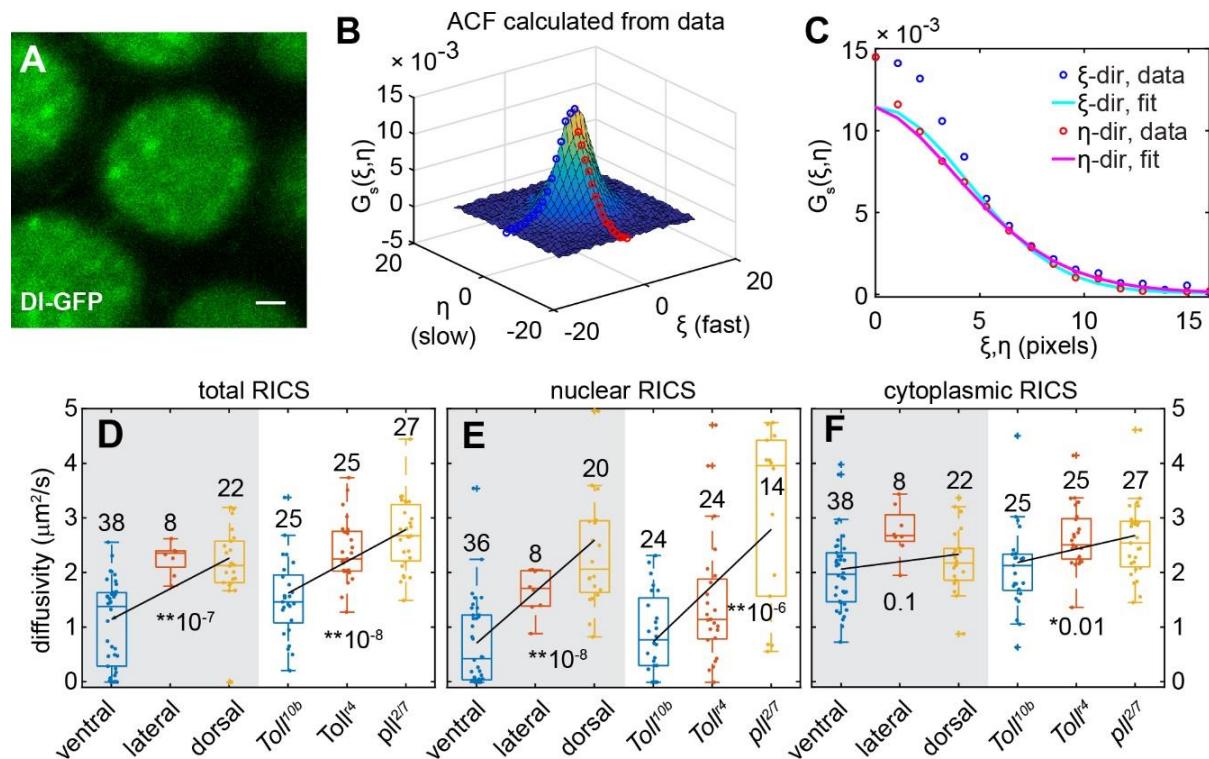 A
Dl-GFP
B
ACF calculated from data
× 10-3
15
10
5
0
-5
Gs(ξ,η)
20
0
-20
η
(slow)
-20
0
20
ξ (fast)
C
× 10-3
15
10
5
0
Gs(ξ,η)
ξ-dir, data
ξ-dir, fit
η-dir, data
η-dir, fit
0 5 10 15
ξ,η (pixels)
total RICS
D
diffusivity (μm2/s)
5
4
3
2
1
0
38 8 22 25 25 27
**10-7
**10-8
ventral lateral dorsal Toll10b Tollr4 pll2/7
nuclear RICS
E
36 8 20 24 24 14
**10-8
**10-6
ventral lateral dorsal Toll10b Tollr4 pll2/7
cytoplasmic RICS
F
38 8 22 25 25 27
0.1
*0.01
5
4
3
2
1
0
ventral lateral dorsal Toll10b Tollr4 pll2/7